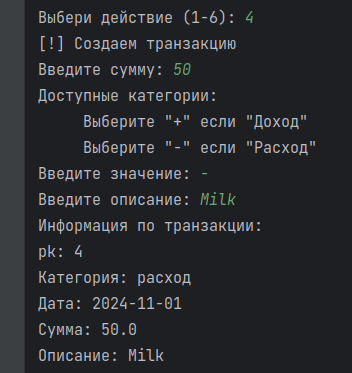 Выбери действие (1-6): 4
[!] Создаем транзакцию
Введите сумму: 50
Доступные категории:
Выберите "+" если "Доход"
Выберите "-" если "Расход"
Введите значение: -
Введите описание: Milk
Информация по транзакции:
pk: 4
Категория: расход
Дата: 2024-11-01
Сумма: 50.0
Описание: Milk